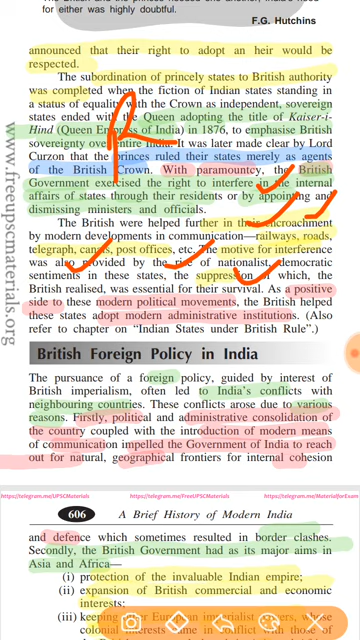 for either was highly doubtful.
F.G. Hutchins
announced that their right to adopt an heir would be
respected.
The subordination of princely states to British authority
was completed when the fiction of Indian states standing in
a status of equality with the Crown as independent, sovereign
states ended with the Queen adopting the title of Kaiser-i-
Hind (Queen Empress of India) in 1876, to emphasise British
sovereignty over entire India. It was later made clear by Lord
Curzon that the princes ruled their states merely as agents
of the British Crown. With paramountcy, the British
Government exercised the right to interfere in the internal
affairs of states through their residents or by appointing and
dismissing ministers and officials.
The British were helped further in their encroachment
by modern developments in communication—railways, roads,
telegraph, canals, post offices, etc. The motive for interference
was also provided by the rise of nationalist, democratic
sentiments in these states, the suppression of which, the
British realised, was essential for their survival. As a positive
side to these modern political movements, the British helped
these states adopt modern administrative institutions. (Also
refer to chapter on “Indian States under British Rule”.)
British Foreign Policy in India
The pursuance of a foreign policy, guided by interest of
British imperialism, often led to India's conflicts with
neighbouring countries. These conflicts arose due to various
reasons. Firstly, political and administrative consolidation of
the country coupled with the introduction of modern means
of communication impelled the Government of India to reach
out for natural, geographical frontiers for internal cohesion
www.freeupscmaterials.org
https://telegram.me/UPSCMaterials https://telegram.me/FreeUPSCMaterials https://telegram.me/MaterialforExam
606 A Brief History of Modern India
and defence which sometimes resulted in border clashes.
Secondly, the British Government had as its major aims in
Asia and Africa—
(i) protection of the invaluable Indian empire;
(ii) expansion of British commercial and economic
interests;
(iii) keeping other European imperialist powers, whose
colonial interests came in conflict with those of